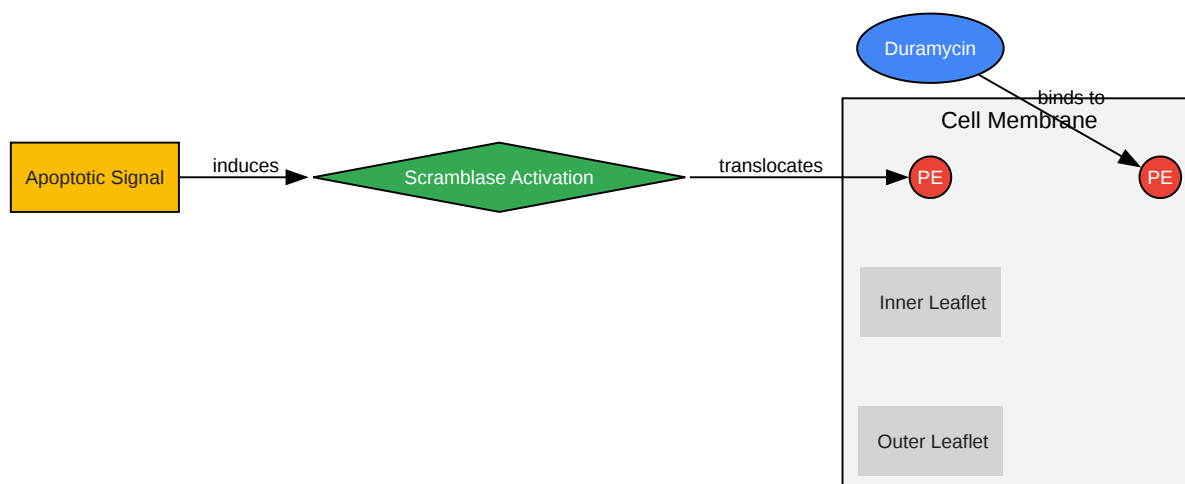 Duramycin
binds to
Cell Membrane
Apoptotic Signal
induces
Scramblase Activation
translocates
PE
PE
Inner Leaflet
Outer Leaflet